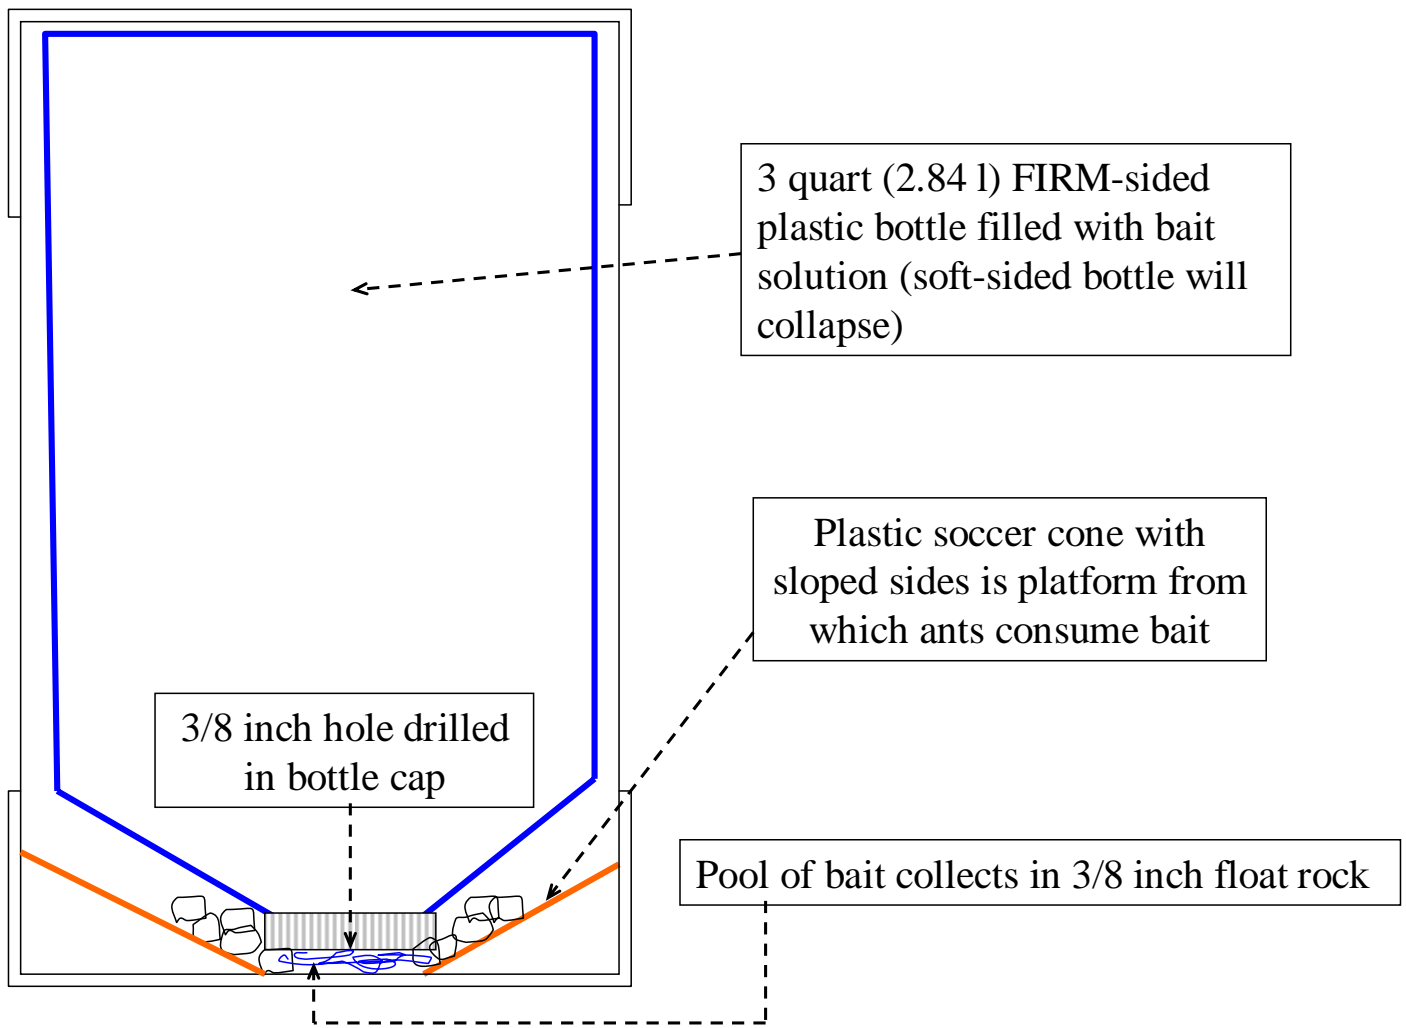 3 quart (2.84 l) FIRM-sided
plastic bottle filled with bait
solution (soft-sided bottle will
collapse)
Plastic soccer cone with
sloped sides is platform from
which ants consume bait
3/8 inch hole drilled
in bottle cap
Pool of bait collects in 3/8 inch float rock